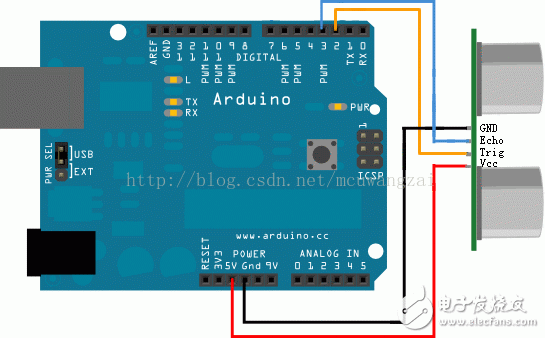 AREF
GND
13
12
11
10
9
8
7
6
5
4
3
2
1
0
DIGITAL
PWM
PWM
PWM
PWM
PWM
PWM
TX
RX
L
TX
RX
Arduino
PWR
1
ICSP
PWR SEL
USB
EXT
GND
Echo
Trig
Vcc
http://blog.csdn.net/mcuwangzai
www.arduino.cc
POWER
ANALOG IN
RESET
3V3
5V
Gnd
9V
0 1 2 3 4 5
电子发烧友
www.elecfans.com